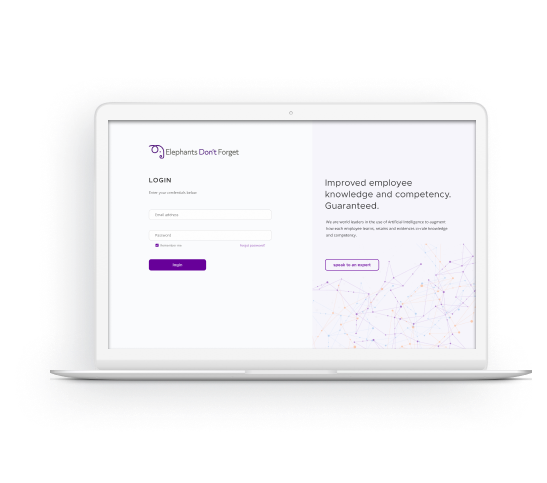 Elephants Don't Forget
LOGIN
Enter your credentials below
Email address
Password
Remember me
Forgot password?
login
Improved employee
knowledge and competency.
Guaranteed.
We are world leaders in the use of Artificial Intelligence to augment
how each employee learns, retains and evidences in-role knowledge
and competency.
speak to an expert